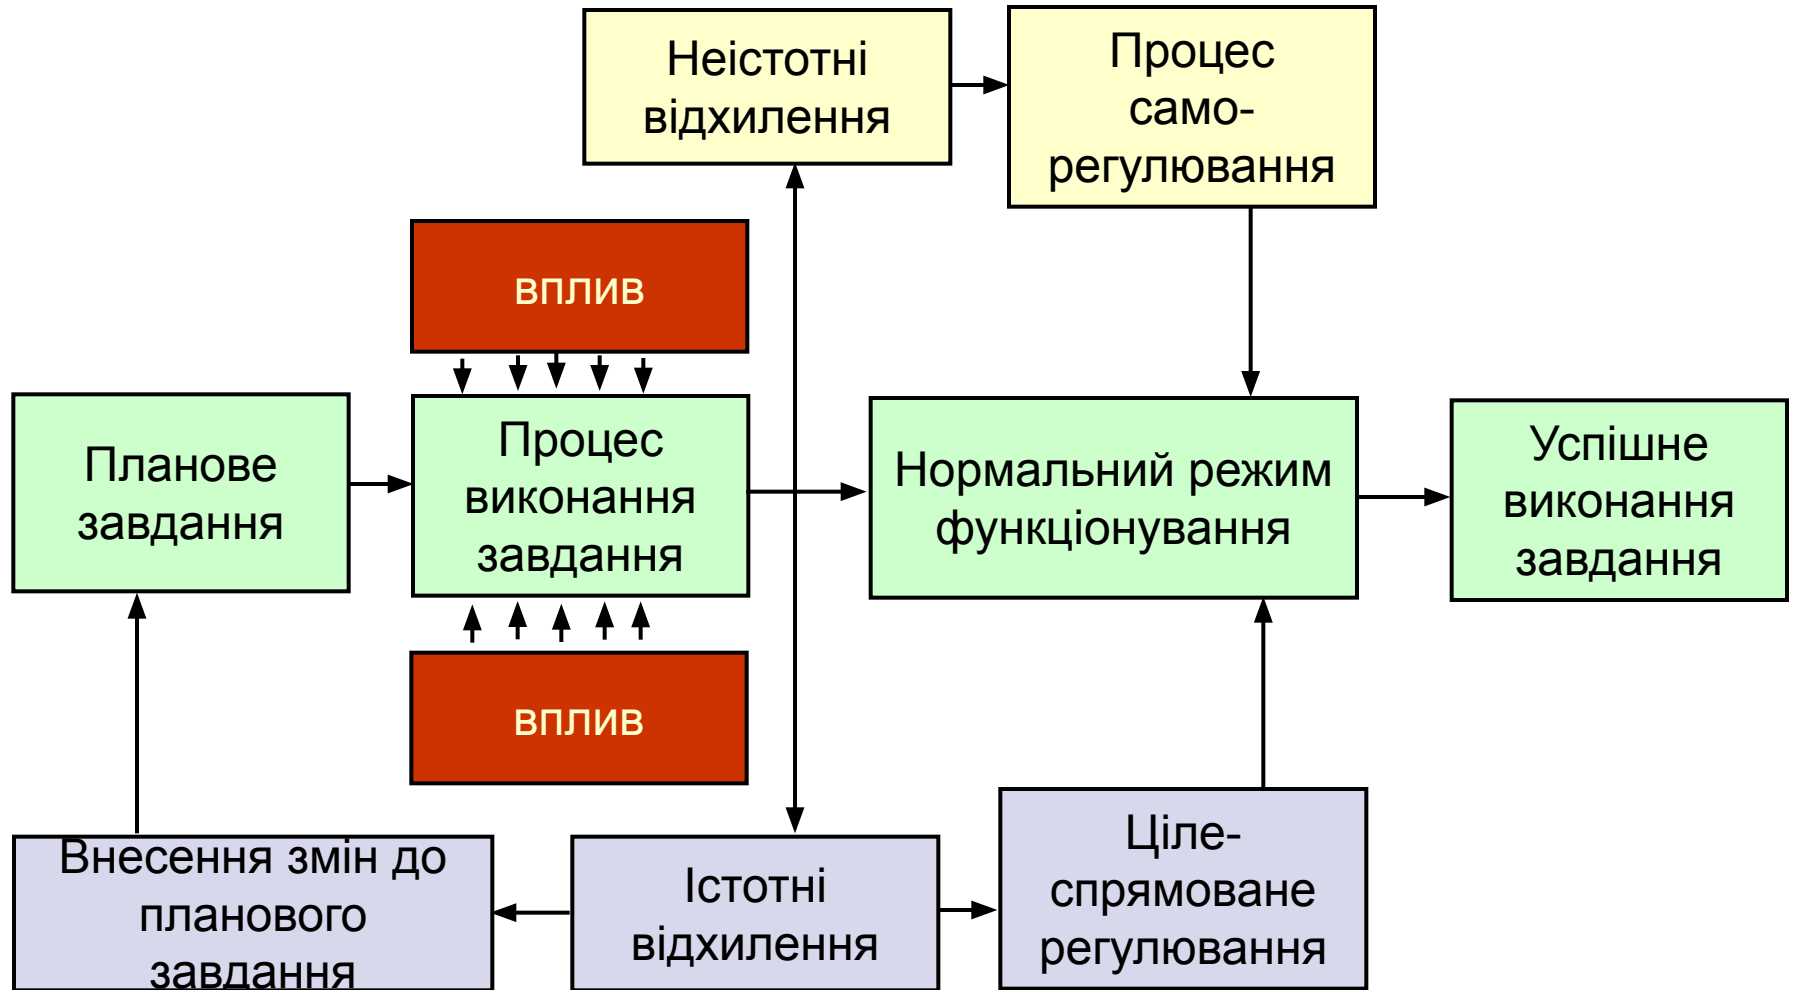 Неістотні
відхилення
Процес
само-
регулювання
вплив
Планове
завдання
Процес
виконання
завдання
Нормальний режим
функціонування
Успішне
виконання
завдання
вплив
Внесення змін до
планового
завдання
Істотні
відхилення
Ціле-
спрямоване
регулювання